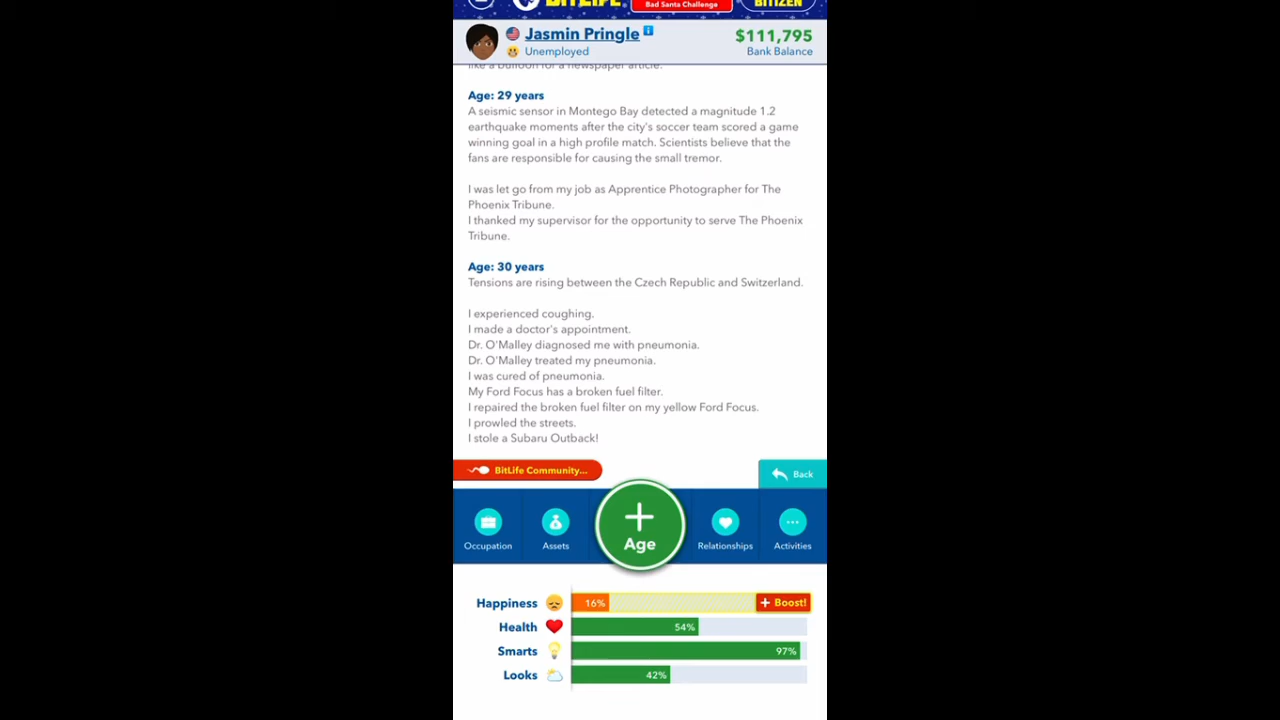 BITLIFE
Bad Santa Challenge
BITIZEN
Jasmin Pringle i
$111,795
Unemployed
Bank Balance
like a buffoon for a newspaper article.
Age: 29 years
A seismic sensor in Montego Bay detected a magnitude 1.2
earthquake moments after the city's soccer team scored a game
winning goal in a high profile match. Scientists believe that the
fans are responsible for causing the small tremor.
I was let go from my job as Apprentice Photographer for The
Phoenix Tribune.
I thanked my supervisor for the opportunity to serve The Phoenix
Tribune.
Age: 30 years
Tensions are rising between the Czech Republic and Switzerland.
I experienced coughing.
I made a doctor's appointment.
Dr. O'Malley diagnosed me with pneumonia.
Dr. O'Malley treated my pneumonia.
I was cured of pneumonia.
My Ford Focus has a broken fuel filter.
I repaired the broken fuel filter on my yellow Ford Focus.
I prowled the streets.
I stole a Subaru Outback!
BitLife Community...
Back
Occupation
Assets
Age
Relationships
Activities
Happiness 16% + Boost!
Health 54%
Smarts 97%
Looks 42%